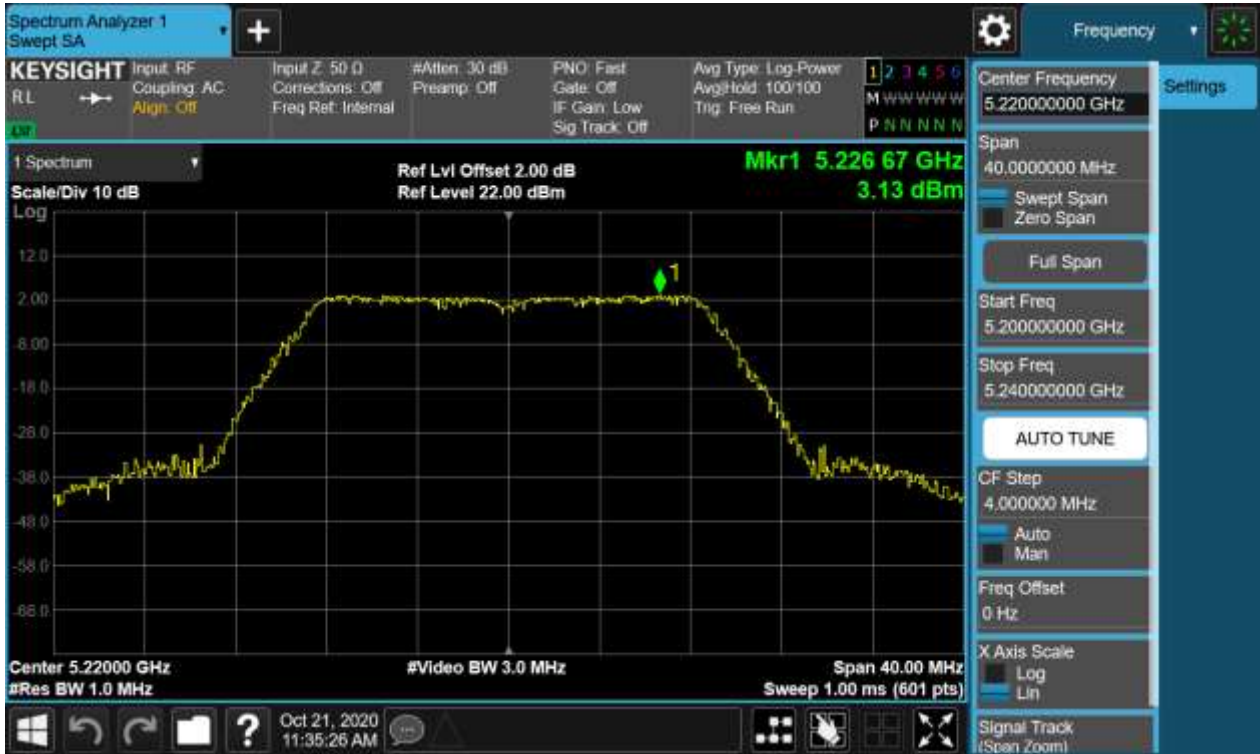 Spectrum Analyzer 1
Swept SA
+
Frequency
KEYSIGHT
RL
Input: RF
Coupling: AC
Align: Off
Input Z: 50 Ω
Corrections: Off
Freq Ref: Internal
#Atten: 30 dB
Preamp: Off
PNO: Fast
Gate: Off
IF Gain: Low
Sig Track: Off
Avg Type: Log-Power
Avg|Hold: 100/100
Trig: Free Run
1 2 3 4 5 6
M W W W W W
P N N N N N
1 Spectrum
Scale/Div 10 dB
Log
Ref Lvl Offset 2.00 dB
Ref Level 22.00 dBm
Mkr1 5.226 67 GHz
3.13 dBm
1
12.0
2.00
-8.00
-18.0
-28.0
-38.0
-48.0
-58.0
-68.0
Center 5.22000 GHz
#Res BW 1.0 MHz
#Video BW 3.0 MHz
Span 40.00 MHz
Sweep 1.00 ms (601 pts)
?
Oct 21, 2020
11:35:26 AM
Center Frequency
5.220000000 GHz
Settings
Span
40.0000000 MHz
Swept Span
Zero Span
Full Span
Start Freq
5.200000000 GHz
Stop Freq
5.240000000 GHz
AUTO TUNE
CF Step
4.000000 MHz
Auto
Man
Freq Offset
0 Hz
X Axis Scale
Log
Lin
Signal Track
(Span Zoom)